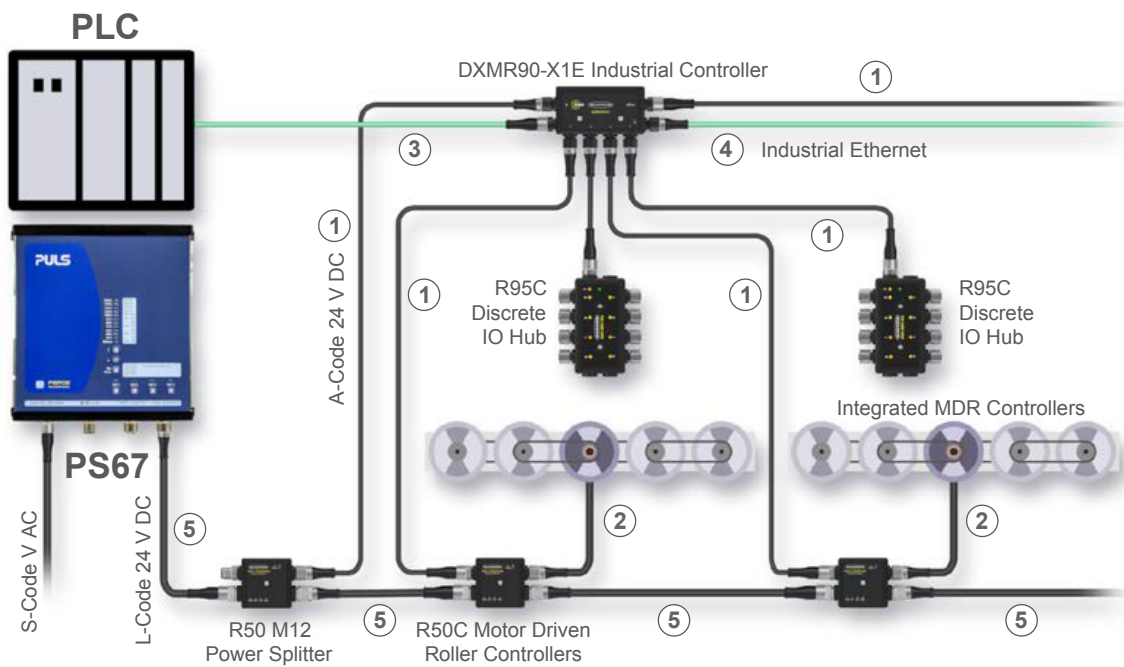 PLC
DXMR90-X1E Industrial Controller
1
3
4
Industrial Ethernet
PULS
1
A-Code 24 V DC
1
R95C
Discrete
IO Hub
1
1
R95C
Discrete
IO Hub
Integrated MDR Controllers
PS67
S-Code V AC
L-Code 24 V DC
5
2
2
R50 M12
Power Splitter
5
R50C Motor Driven
Roller Controllers
5
5